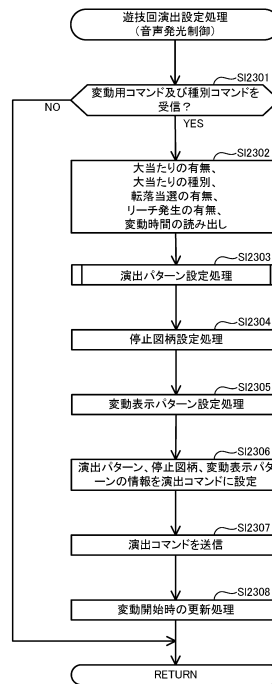 遊技回演出設定処理
（音声発光制御）
SI2301
変動用コマンド及び種別コマンドを
受信？
NO
YES
SI2302
大当たりの有無、
大当たりの種別、
転落当選の有無、
リーチ発生の有無、
変動時間の読み出し
SI2303
演出パターン設定処理
SI2304
停止図柄設定処理
SI2305
変動表示パターン設定処理
SI2306
演出パターン、停止図柄、変動表示パタ
ーンの情報を演出コマンドに設定
SI2307
演出コマンドを送信
SI2308
変動開始時の更新処理
RETURN